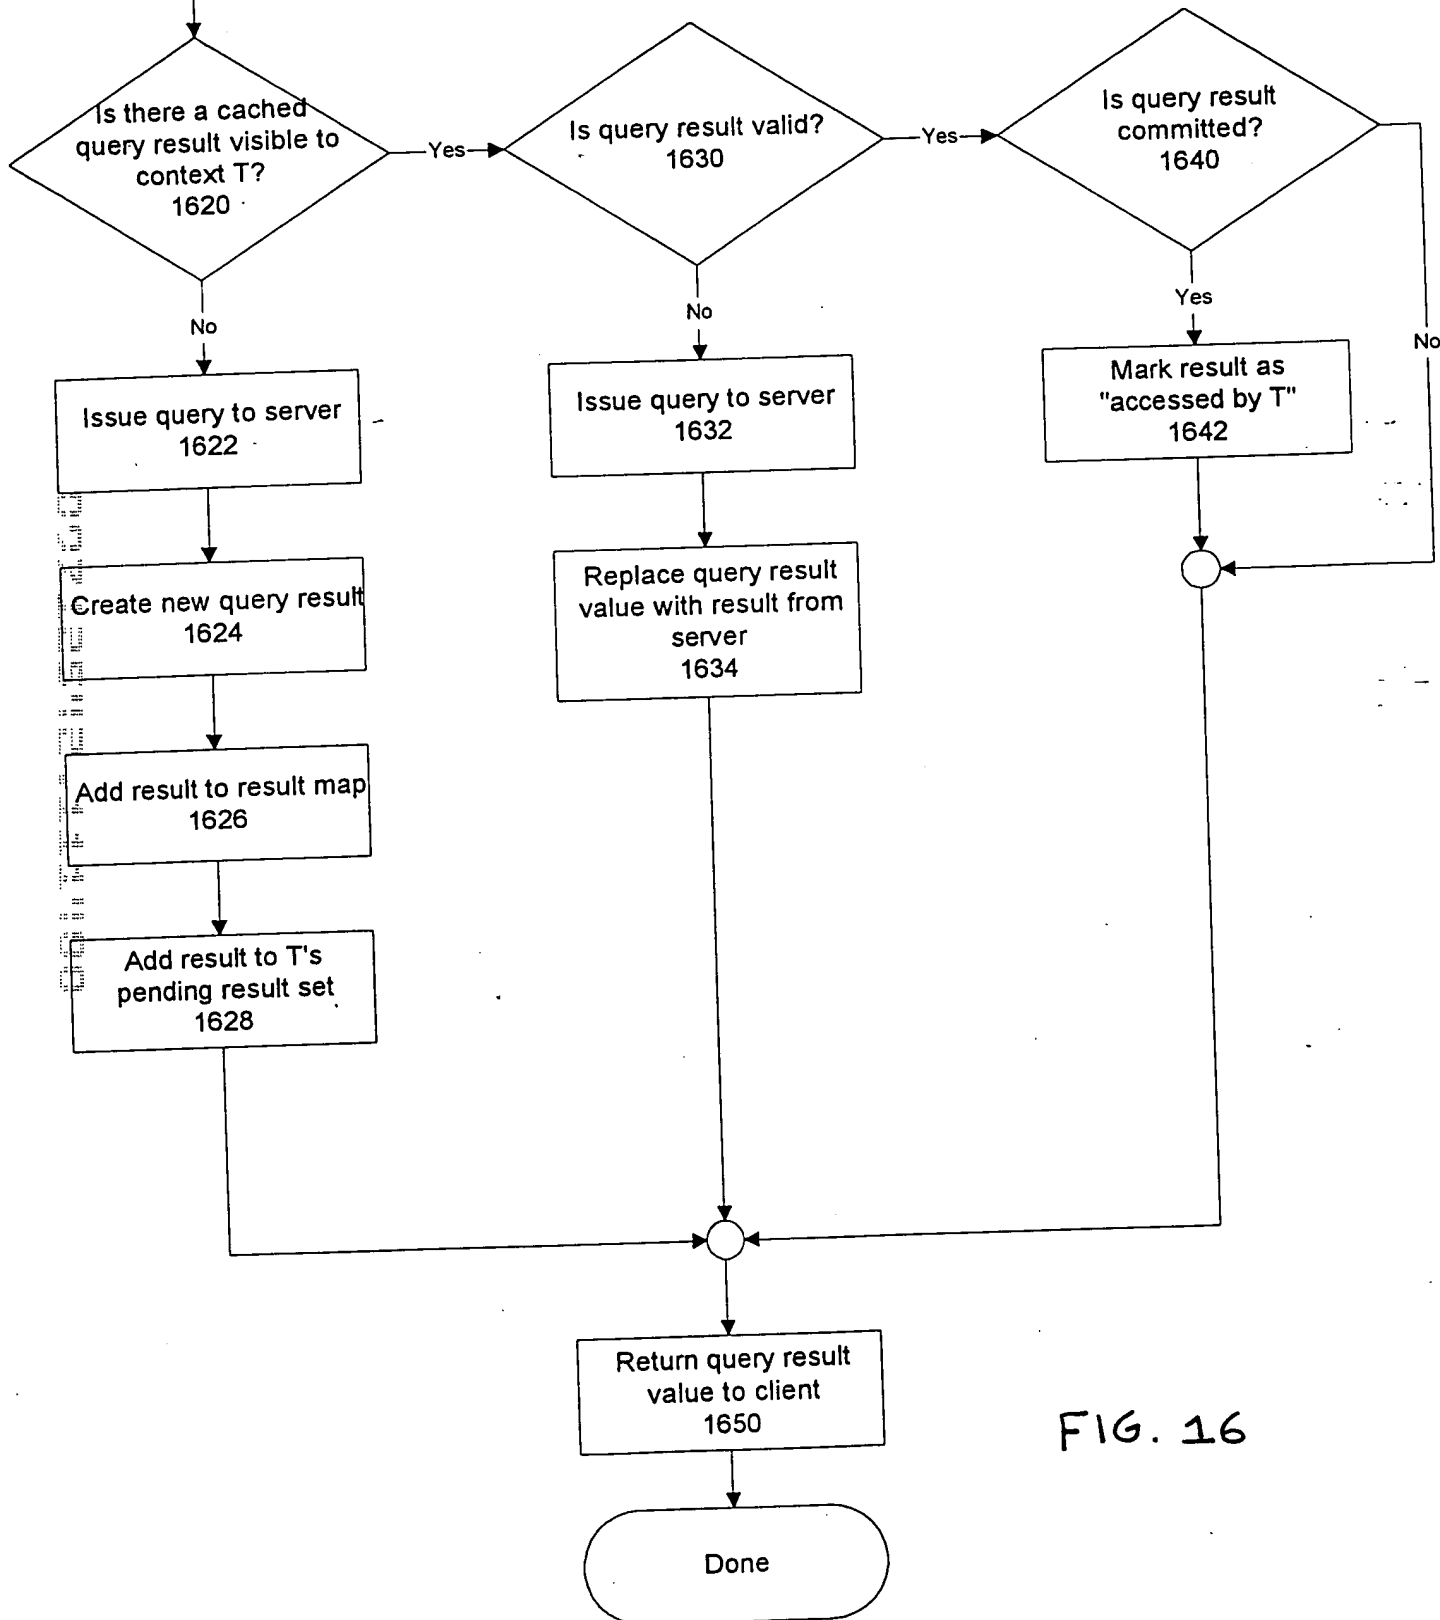 Is there a cached
query result visible to
context T?
1620
Yes
Is query result valid?
1630
Yes
Is query result
committed?
1640
No
No
Yes
No
Issue query to server
1622
Issue query to server
1632
Mark result as
"accessed by T"
1642
Create new query result
1624
Replace query result
value with result from
server
1634
Add result to result map
1626
Add result to T's
pending result set
1628
Return query result
value to client
1650
FIG. 16
Done